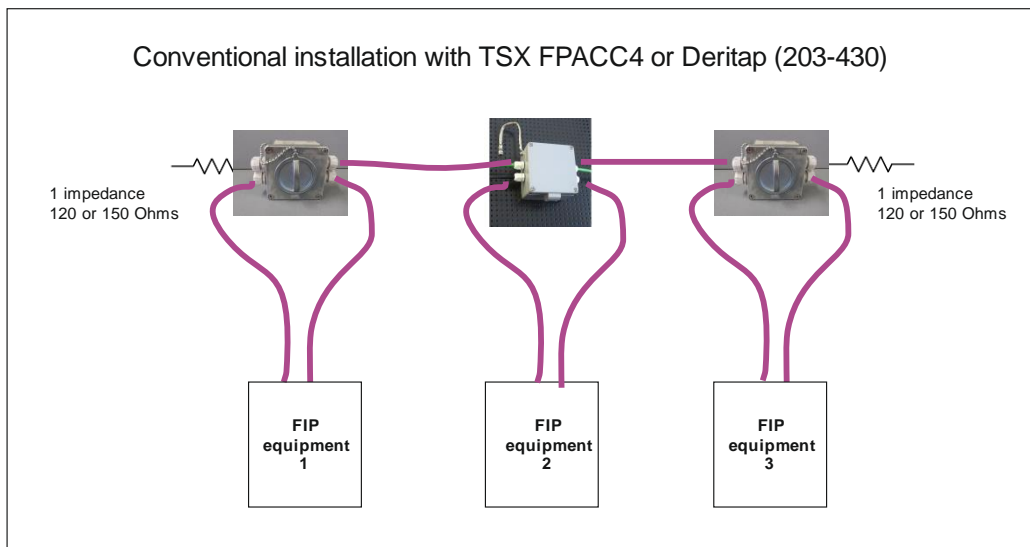 Conventional installation with TSX FPACC4 or Deritap (203-430)
1 impedance
120 or 150 Ohms
1 impedance
120 or 150 Ohms
FIP
equipment
1
FIP
equipment
2
FIP
equipment
3